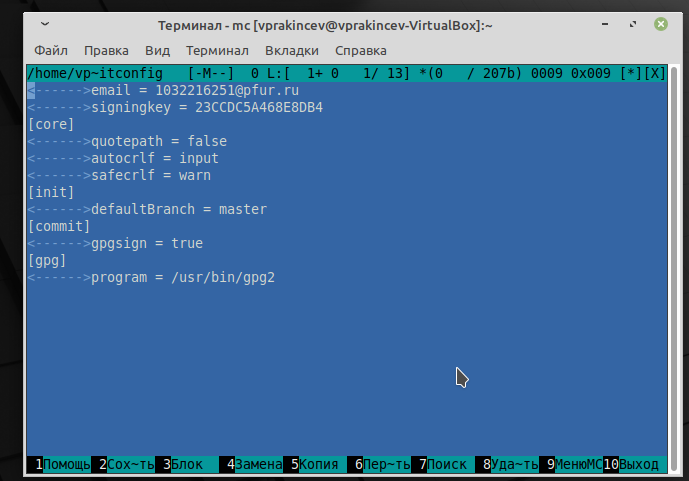 Терминал - mc [vprakincev@vprakincev-VirtualBox]:~
Файл Правка Вид Терминал Вкладки Справка
/home/vp~itconfig [-M--] 0 L:[ 1+ 0 1/ 13] *(0 / 207b) 0009 0x009 [*][X]
<------>email = 1032216251@pfur.ru
<------>signingkey = 23CCDC5A468E8DB4
[core]
<------>quotepath = false
<------>autocrlf = input
<------>safecrlf = warn
[init]
<------>defaultBranch = master
[commit]
<------>gpgsign = true
[gpg]
<------>program = /usr/bin/gpg2
1Помощь 2Сох~ть 3Блок 4Замена 5Копия 6Пер~ть 7Поиск 8Уда~ть 9МенюMC 10Выход